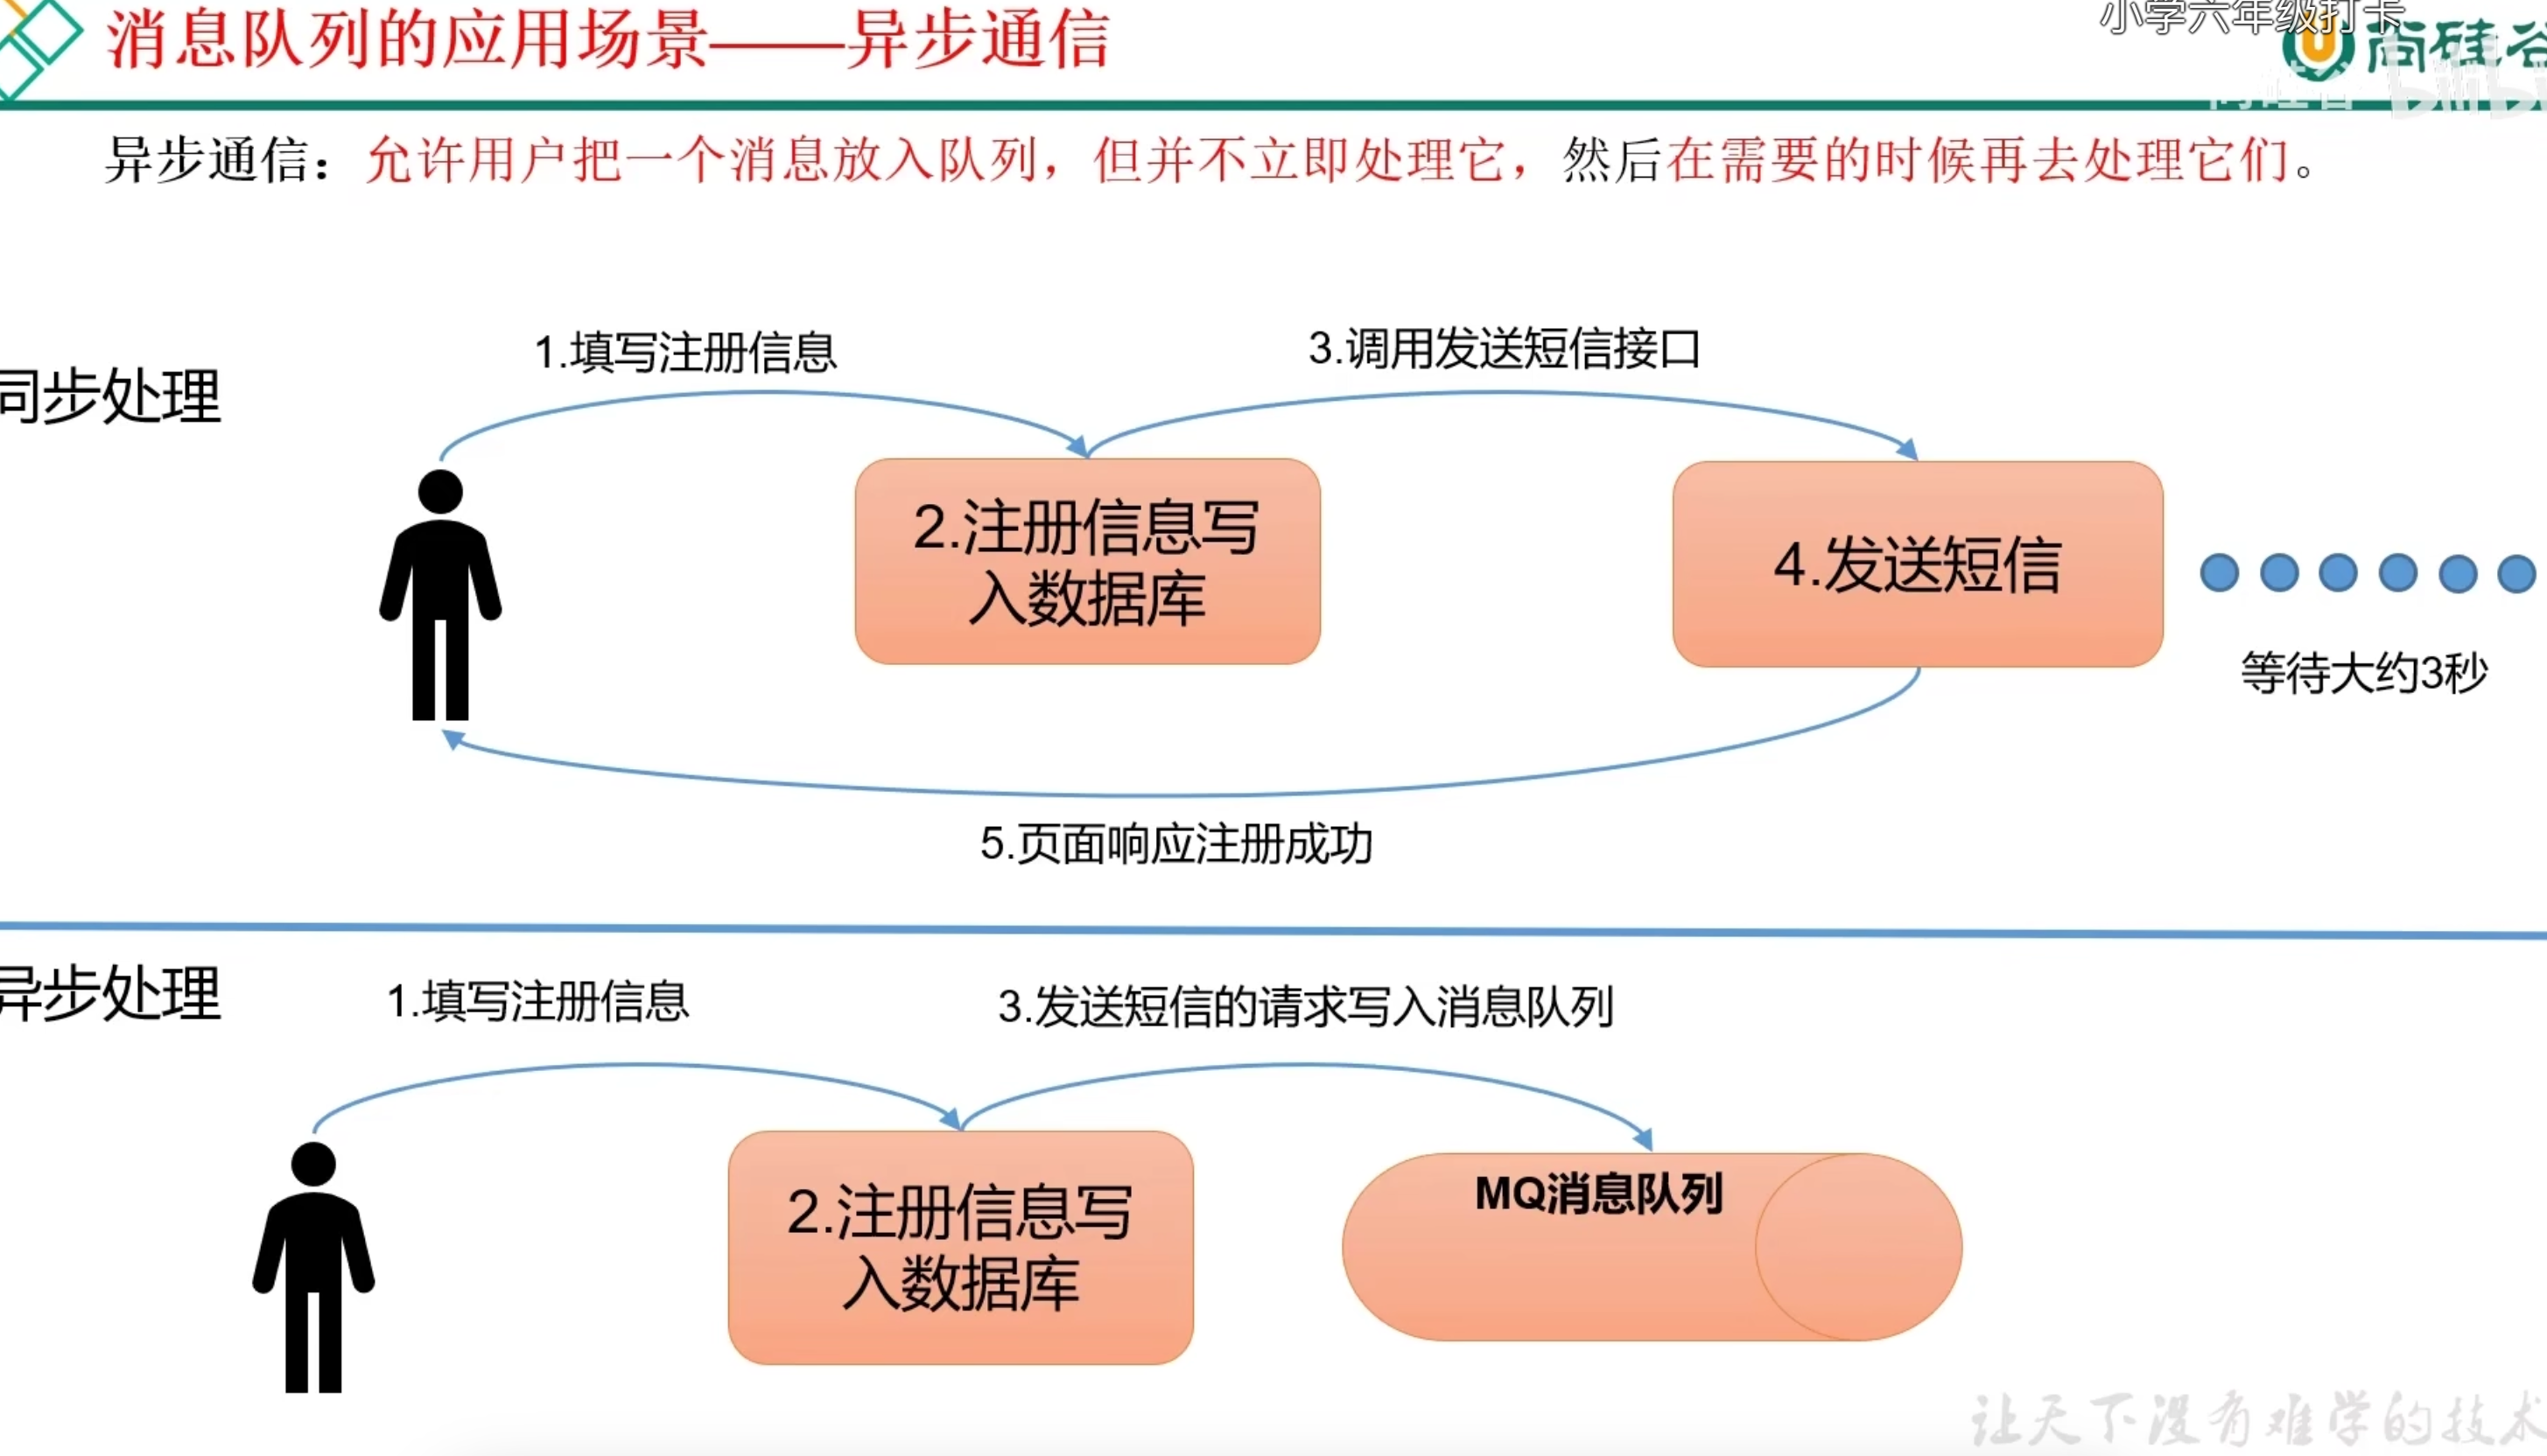 小学六年级打卡
消息队列的应用场景——异步通信
尚硅谷
异步通信：允许用户把一个消息放入队列，但并不立即处理它，然后在需要的时候再去处理它们。
同步处理
1.填写注册信息
3.调用发送短信接口
2.注册信息写
入数据库
4.发送短信
等待大约3秒
5.页面响应注册成功
异步处理
1.填写注册信息
3.发送短信的请求写入消息队列
2.注册信息写
入数据库
MQ消息队列
让天下没有难学的技术